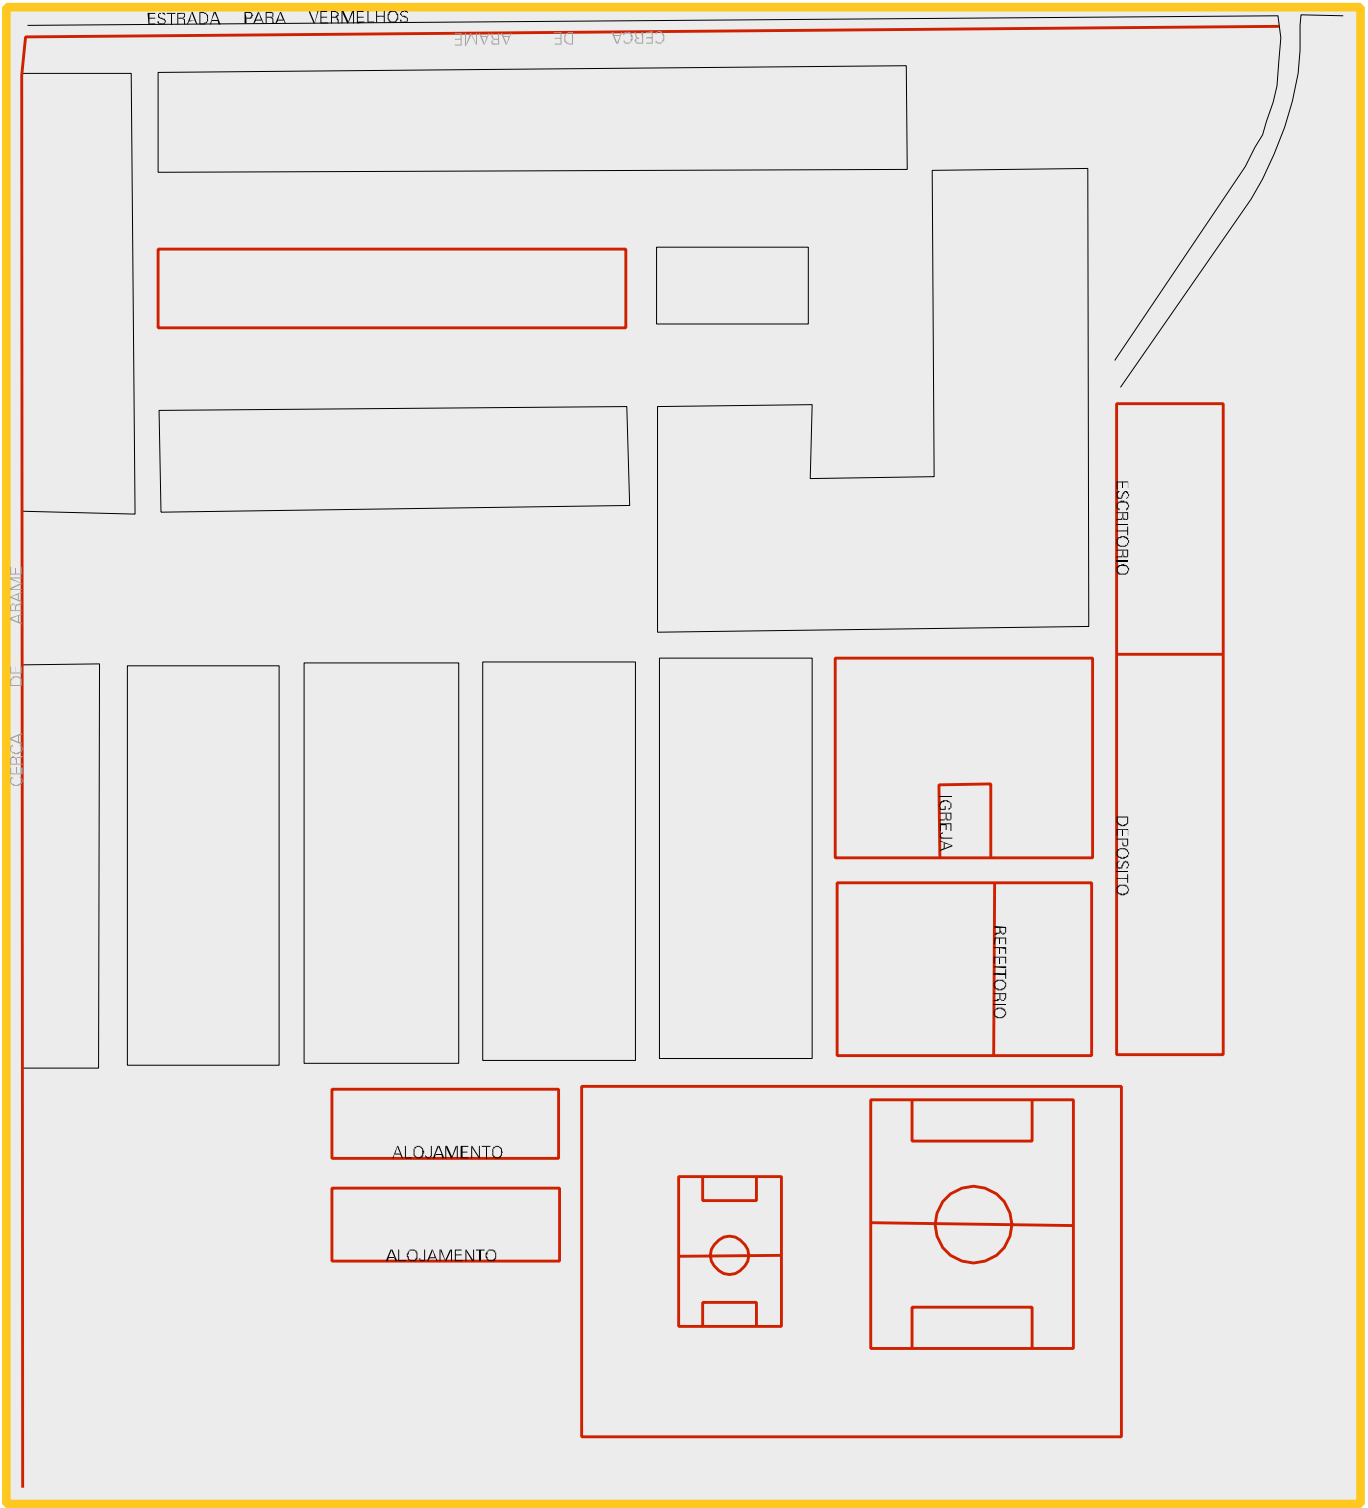 ESTRADA PARA VERMELHOS
CERCA DE ARAME
ESCRITORIO
CERCA DE ARAME
IGREJA
DEPOSITO
REFEITORIO
ALOJAMENTO
ALOJAMENTO